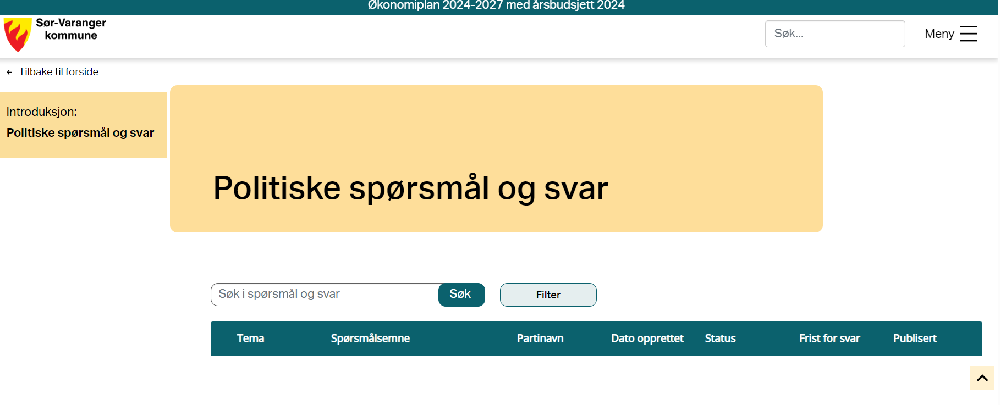 Økonomiplan 2024-2027 med årsbudsjett 2024
Sør-Varanger
kommune
Søk...
Meny
Tilbake til forside
Introduksjon:
Politiske spørsmål og svar
Politiske spørsmål og svar
Søk i spørsmål og svar
Søk
Filter
Tema Spørsmålsemne Partinavn Dato opprettet Status Frist for svar Publisert